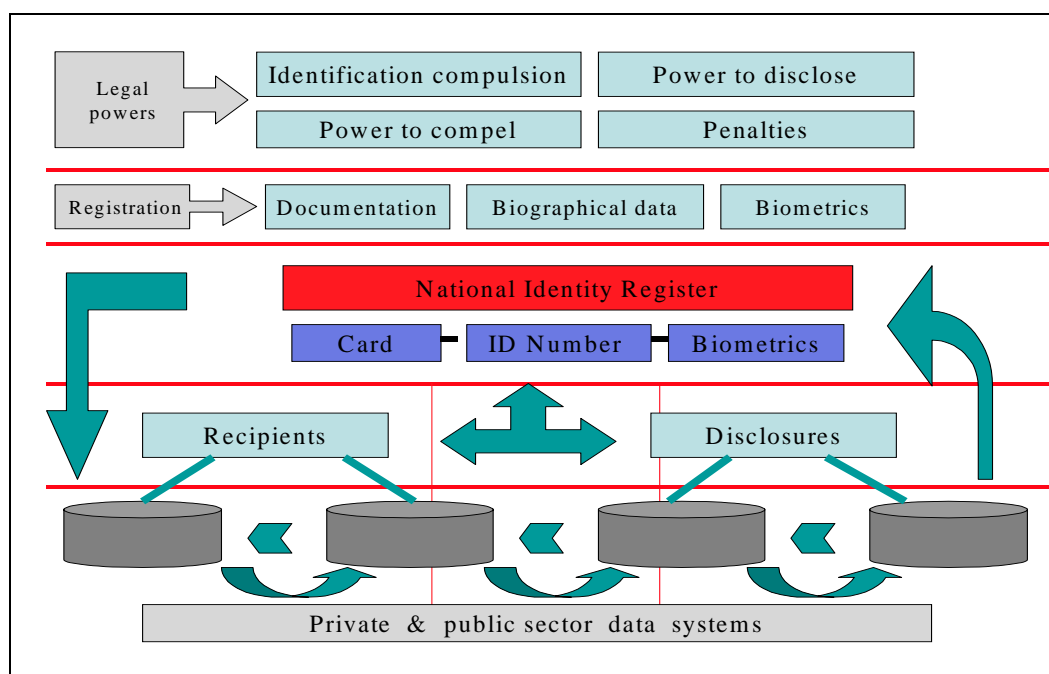 Legal
powers
Identification compulsion
Power to disclose
Power to compel
Penalties
Registration
Documentation
Biographical data
Biometrics
National Identity Register
Card
ID Number
Biometrics
Recipients
Disclosures
Private & public sector data systems